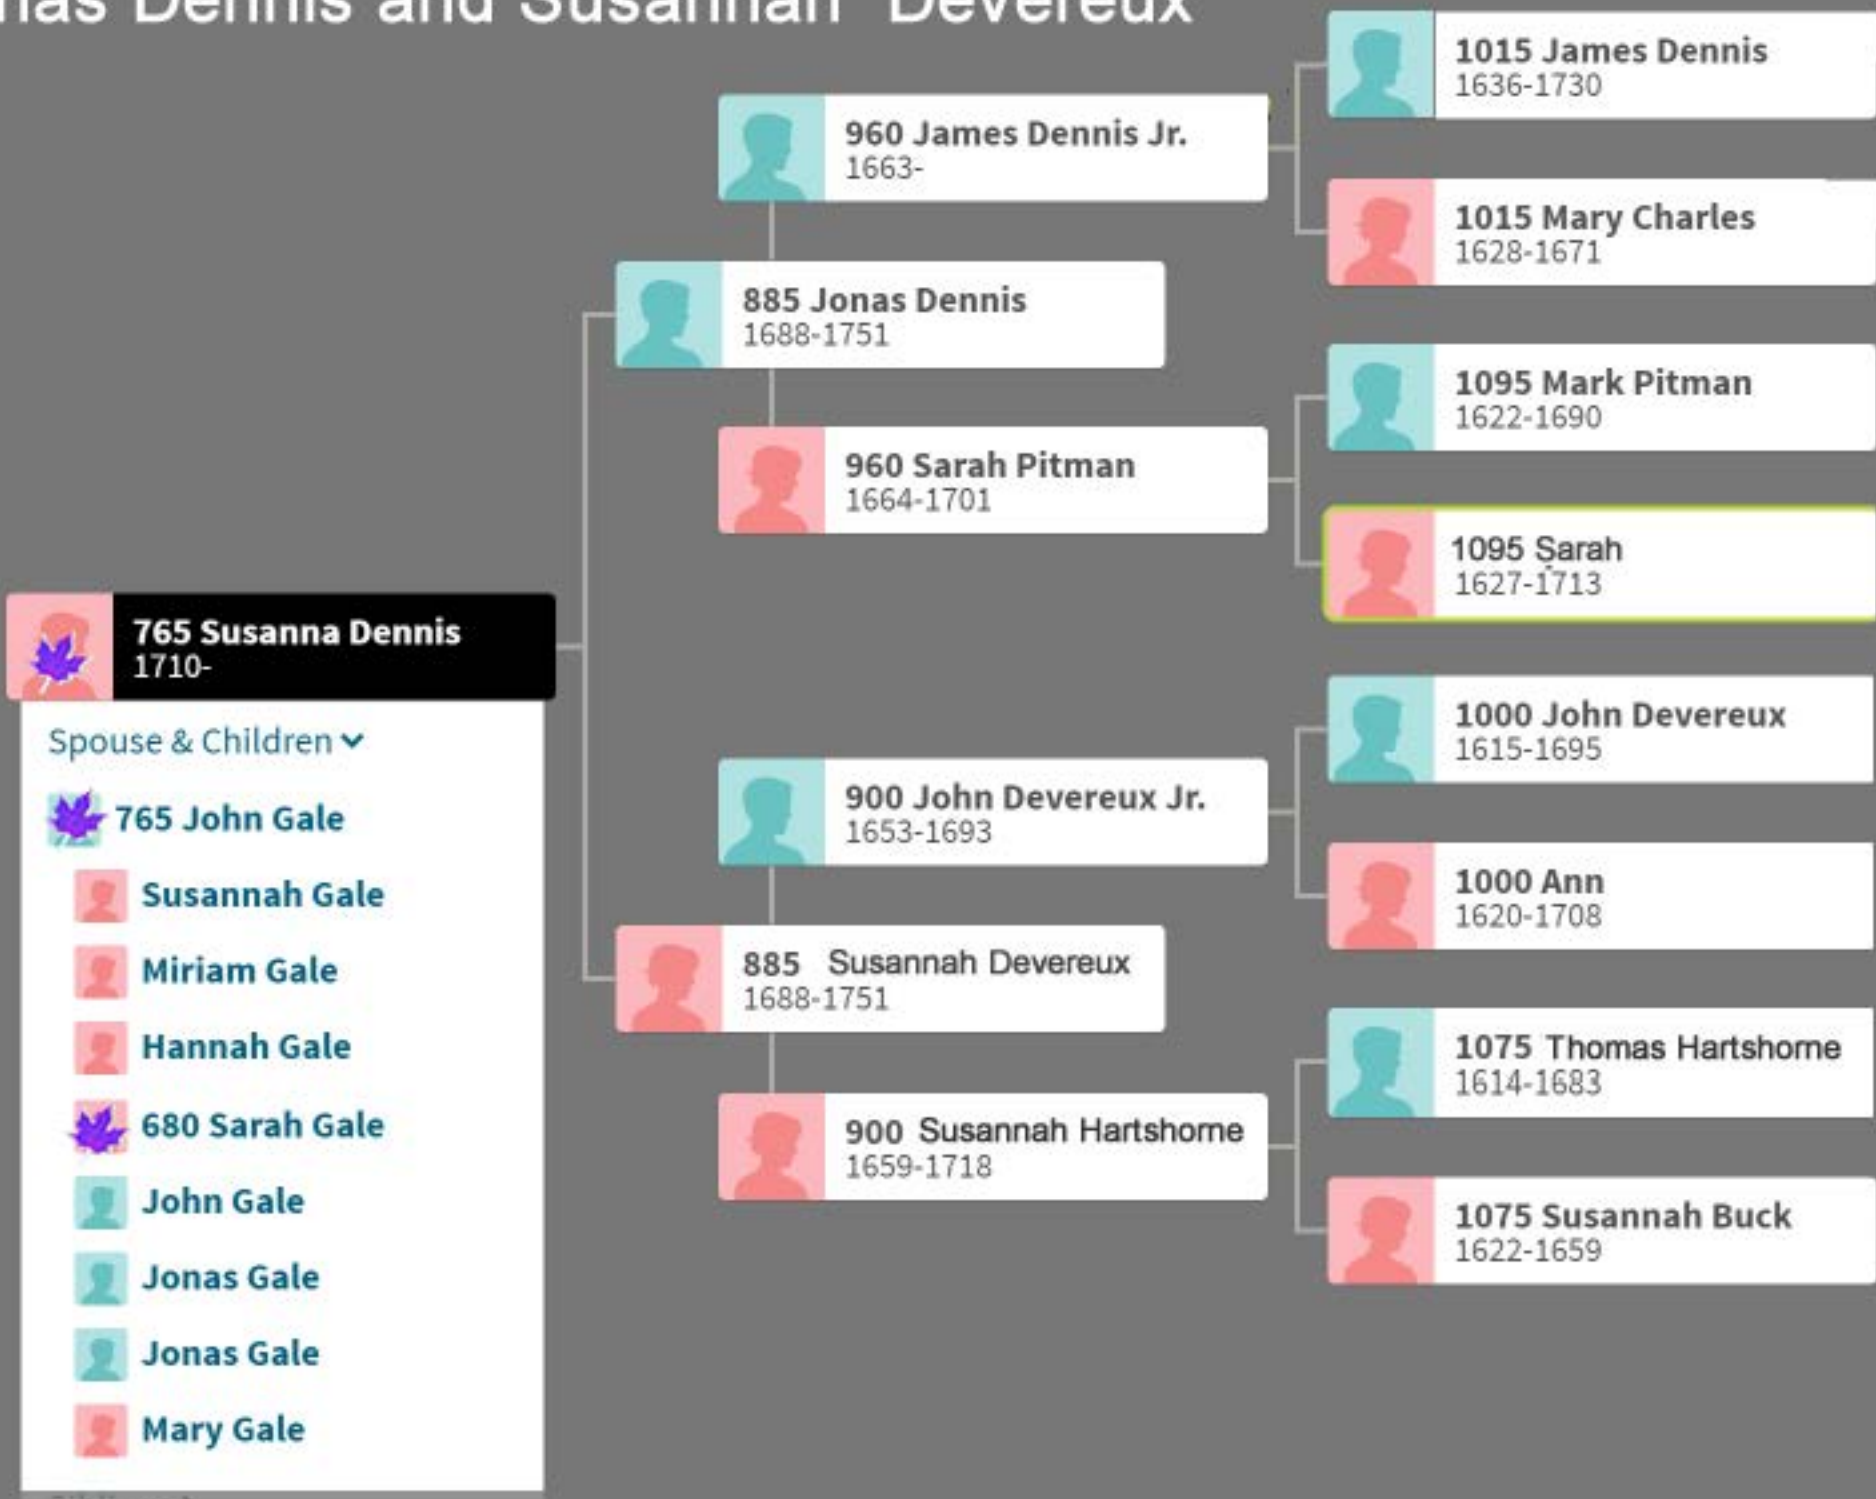 nas Dennis and Susannah Devereux
1015 James Dennis
1636-1730
960 James Dennis Jr.
1663-
1015 Mary Charles
1628-1671
885 Jonas Dennis
1688-1751
1095 Mark Pitman
1622-1690
960 Sarah Pitman
1664-1701
1095 Sarah
1627-1713
765 Susanna Dennis
1710-
Spouse & Children
765 John Gale
Susannah Gale
Miriam Gale
Hannah Gale
680 Sarah Gale
John Gale
Jonas Gale
Jonas Gale
Mary Gale
1000 John Devereux
1615-1695
900 John Devereux Jr.
1653-1693
1000 Ann
1620-1708
885 Susannah Devereux
1688-1751
1075 Thomas Hartshorne
1614-1683
900 Susannah Hartshorne
1659-1718
1075 Susannah Buck
1622-1659